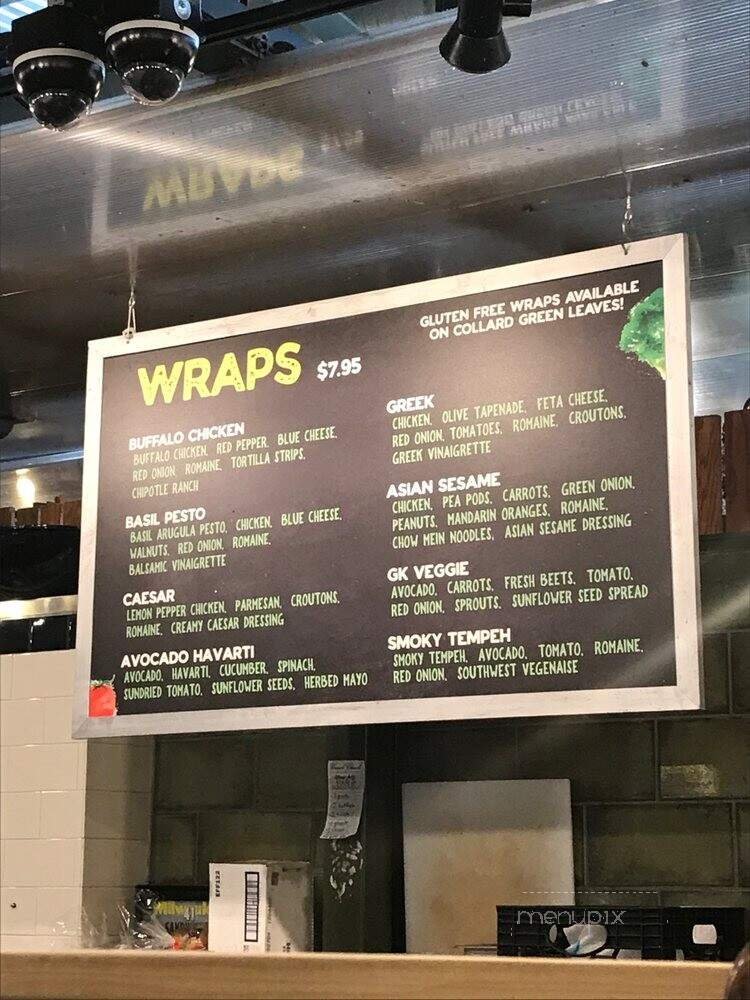 WRAPS $7.95
GLUTEN FREE WRAPS AVAILABLE
ON COLLARD GREEN LEAVES!
BUFFALO CHICKEN
BUFFALO CHICKEN, RED PEPPER, BLUE CHEESE,
RED ONION, ROMAINE, TORTILLA STRIPS,
CHIPOTLE RANCH
BASIL PESTO
BASIL ARUGULA PESTO, CHICKEN, BLUE CHEESE,
WALNUTS, RED ONION, ROMAINE,
BALSAMIC VINAIGRETTE
CAESAR
LEMON PEPPER CHICKEN, PARMESAN, CROUTONS,
ROMAINE, CREAMY CAESAR DRESSING
AVOCADO HAVARTI
AVOCADO, HAVARTI, CUCUMBER, SPINACH,
SUNDRIED TOMATO, SUNFLOWER SEEDS, HERBED MAYO
GREEK
CHICKEN, OLIVE TAPENADE, FETA CHEESE,
RED ONION, TOMATOES, ROMAINE, CROUTONS,
GREEK VINAIGRETTE
ASIAN SESAME
CHICKEN, PEA PODS, CARROTS, GREEN ONION,
PEANUTS, MANDARIN ORANGES, ROMAINE,
CHOW MEIN NOODLES, ASIAN SESAME DRESSING
GK VEGGIE
AVOCADO, CARROTS, FRESH BEETS, TOMATO,
RED ONION, SPROUTS, SUNFLOWER SEED SPREAD
SMOKY TEMPEH
SMOKY TEMPEH, AVOCADO, TOMATO, ROMAINE,
RED ONION, SOUTHWEST VEGENAISE
EFF122
menupix